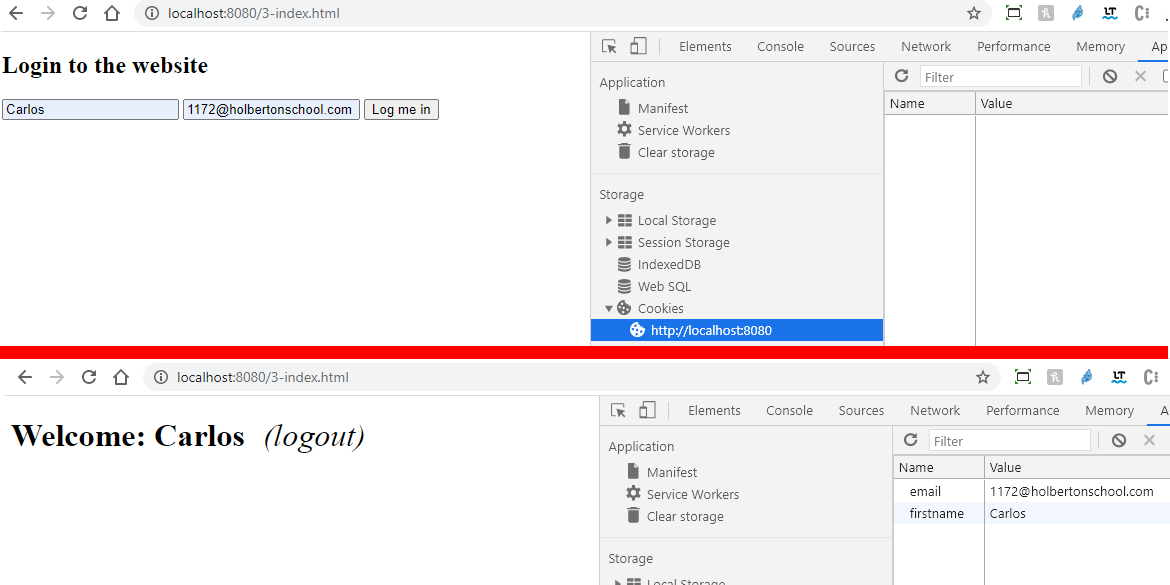 localhost:8080/3-index.html
Elements Console Sources Network Performance Memory Ap
Login to the website
Carlos 1172@holbertonschool.com Log me in
Application
Manifest
Service Workers
Clear storage
Storage
Local Storage
Session Storage
IndexedDB
Web SQL
Cookies
http://localhost:8080
Filter
Name Value
localhost:8080/3-index.html
Elements Console Sources Network Performance Memory A
Welcome: Carlos (logout)
Application
Manifest
Service Workers
Clear storage
Storage
Local Storage
Filter
Name Value
email 1172@holbertonschool.com
firstname Carlos